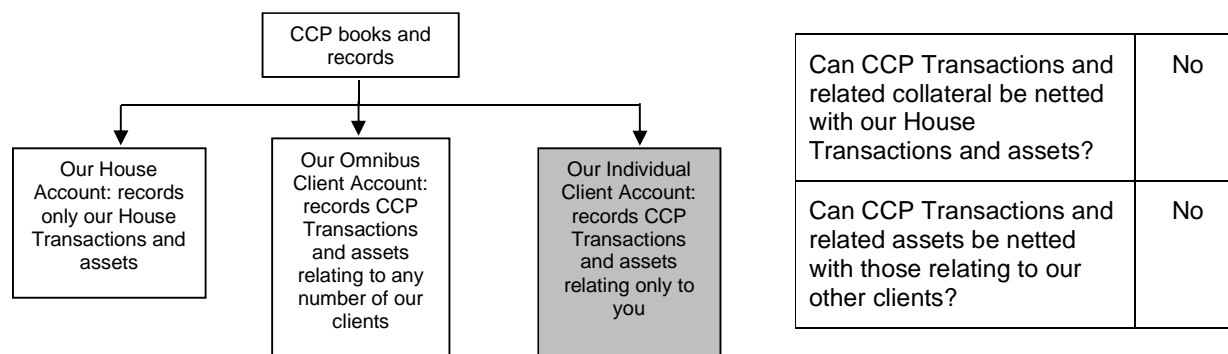 CCP books and
records
Our House
Account: records
only our House
Transactions and
assets
Our Omnibus
Client Account:
records CCP
Transactions
and assets
relating to any
number of our
clients
Our Individual
Client Account:
records CCP
Transactions
and assets
relating only to
you
Can CCP Transactions and
related collateral be netted
with our House
Transactions and assets?
No
Can CCP Transactions and
related assets be netted
with those relating to our
other clients?
No